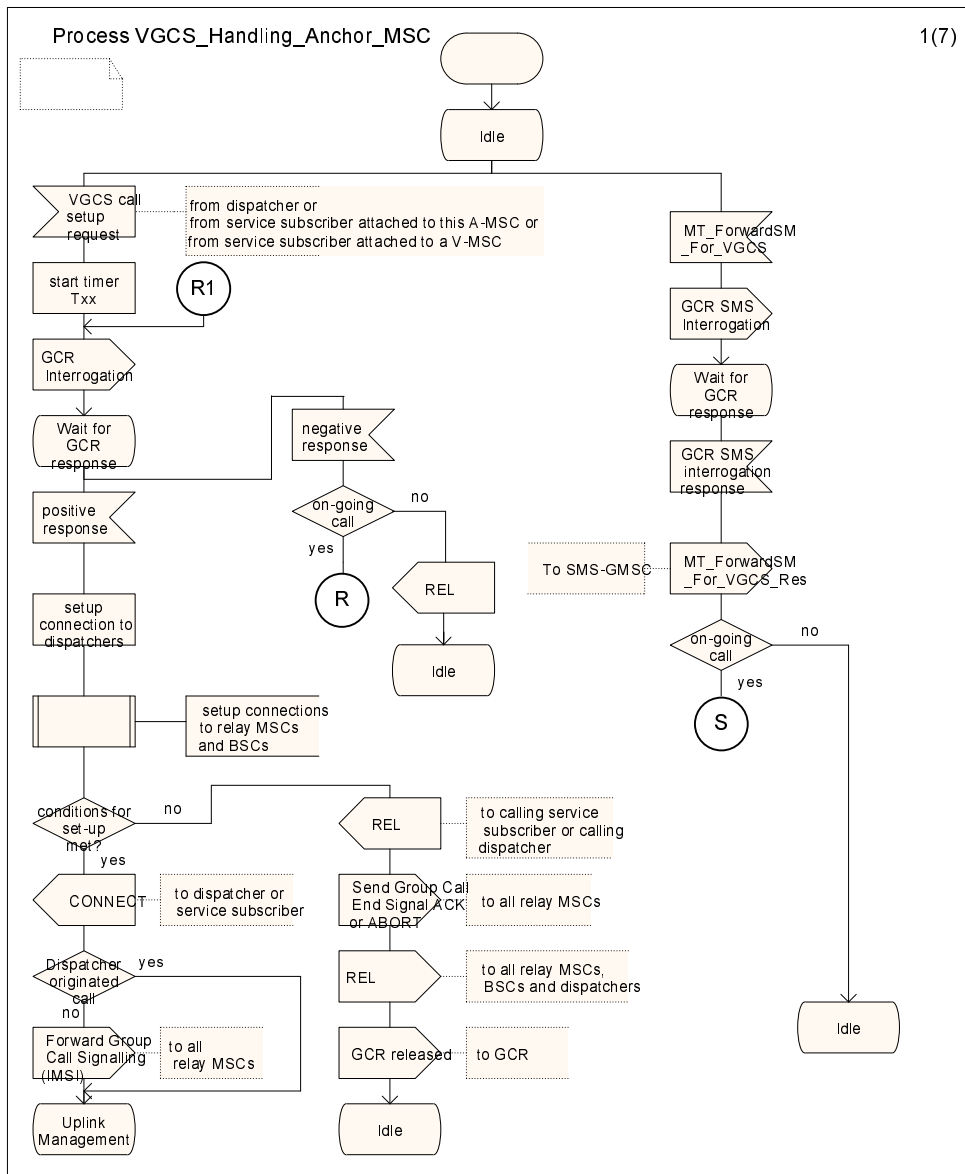 Process VGCS_Handling_Anchor_MSC
1(7)
Idle
VGCS call
setup
request
from dispatcher or
from service subscriber attached to this A-MSC or
from service subscriber attached to a V-MSC
MT_ForwardSM
_For_VGCS
start timer
Txx
R1
GCR SMS
Interrogation
GCR
Interrogation
Wait for
GCR
response
Wait for
GCR
response
negative
response
GCR SMS
interrogation
response
positive
response
on-going
call
no
yes
To SMS-GMSC
MT_ForwardSM
_For_VGCS_Res
R
REL
setup
connection to
dispatchers
on-going
call
no
yes
Idle
S
setup connections
to relay MSCs
and BSCs
conditions for
set-up
met?
no
yes
REL
to calling service
subscriber or calling
dispatcher
CONNECT
to dispatcher or
service subscriber
Send Group Call
End Signal ACK
or ABORT
to all relay MSCs
Dispatcher
originated
call
yes
no
REL
to all relay MSCs,
BSCs and dispatchers
Idle
Forward Group
Call Signalling
(IMSI)
to all
relay MSCs
GCR released
to GCR
Uplink
Management
Idle